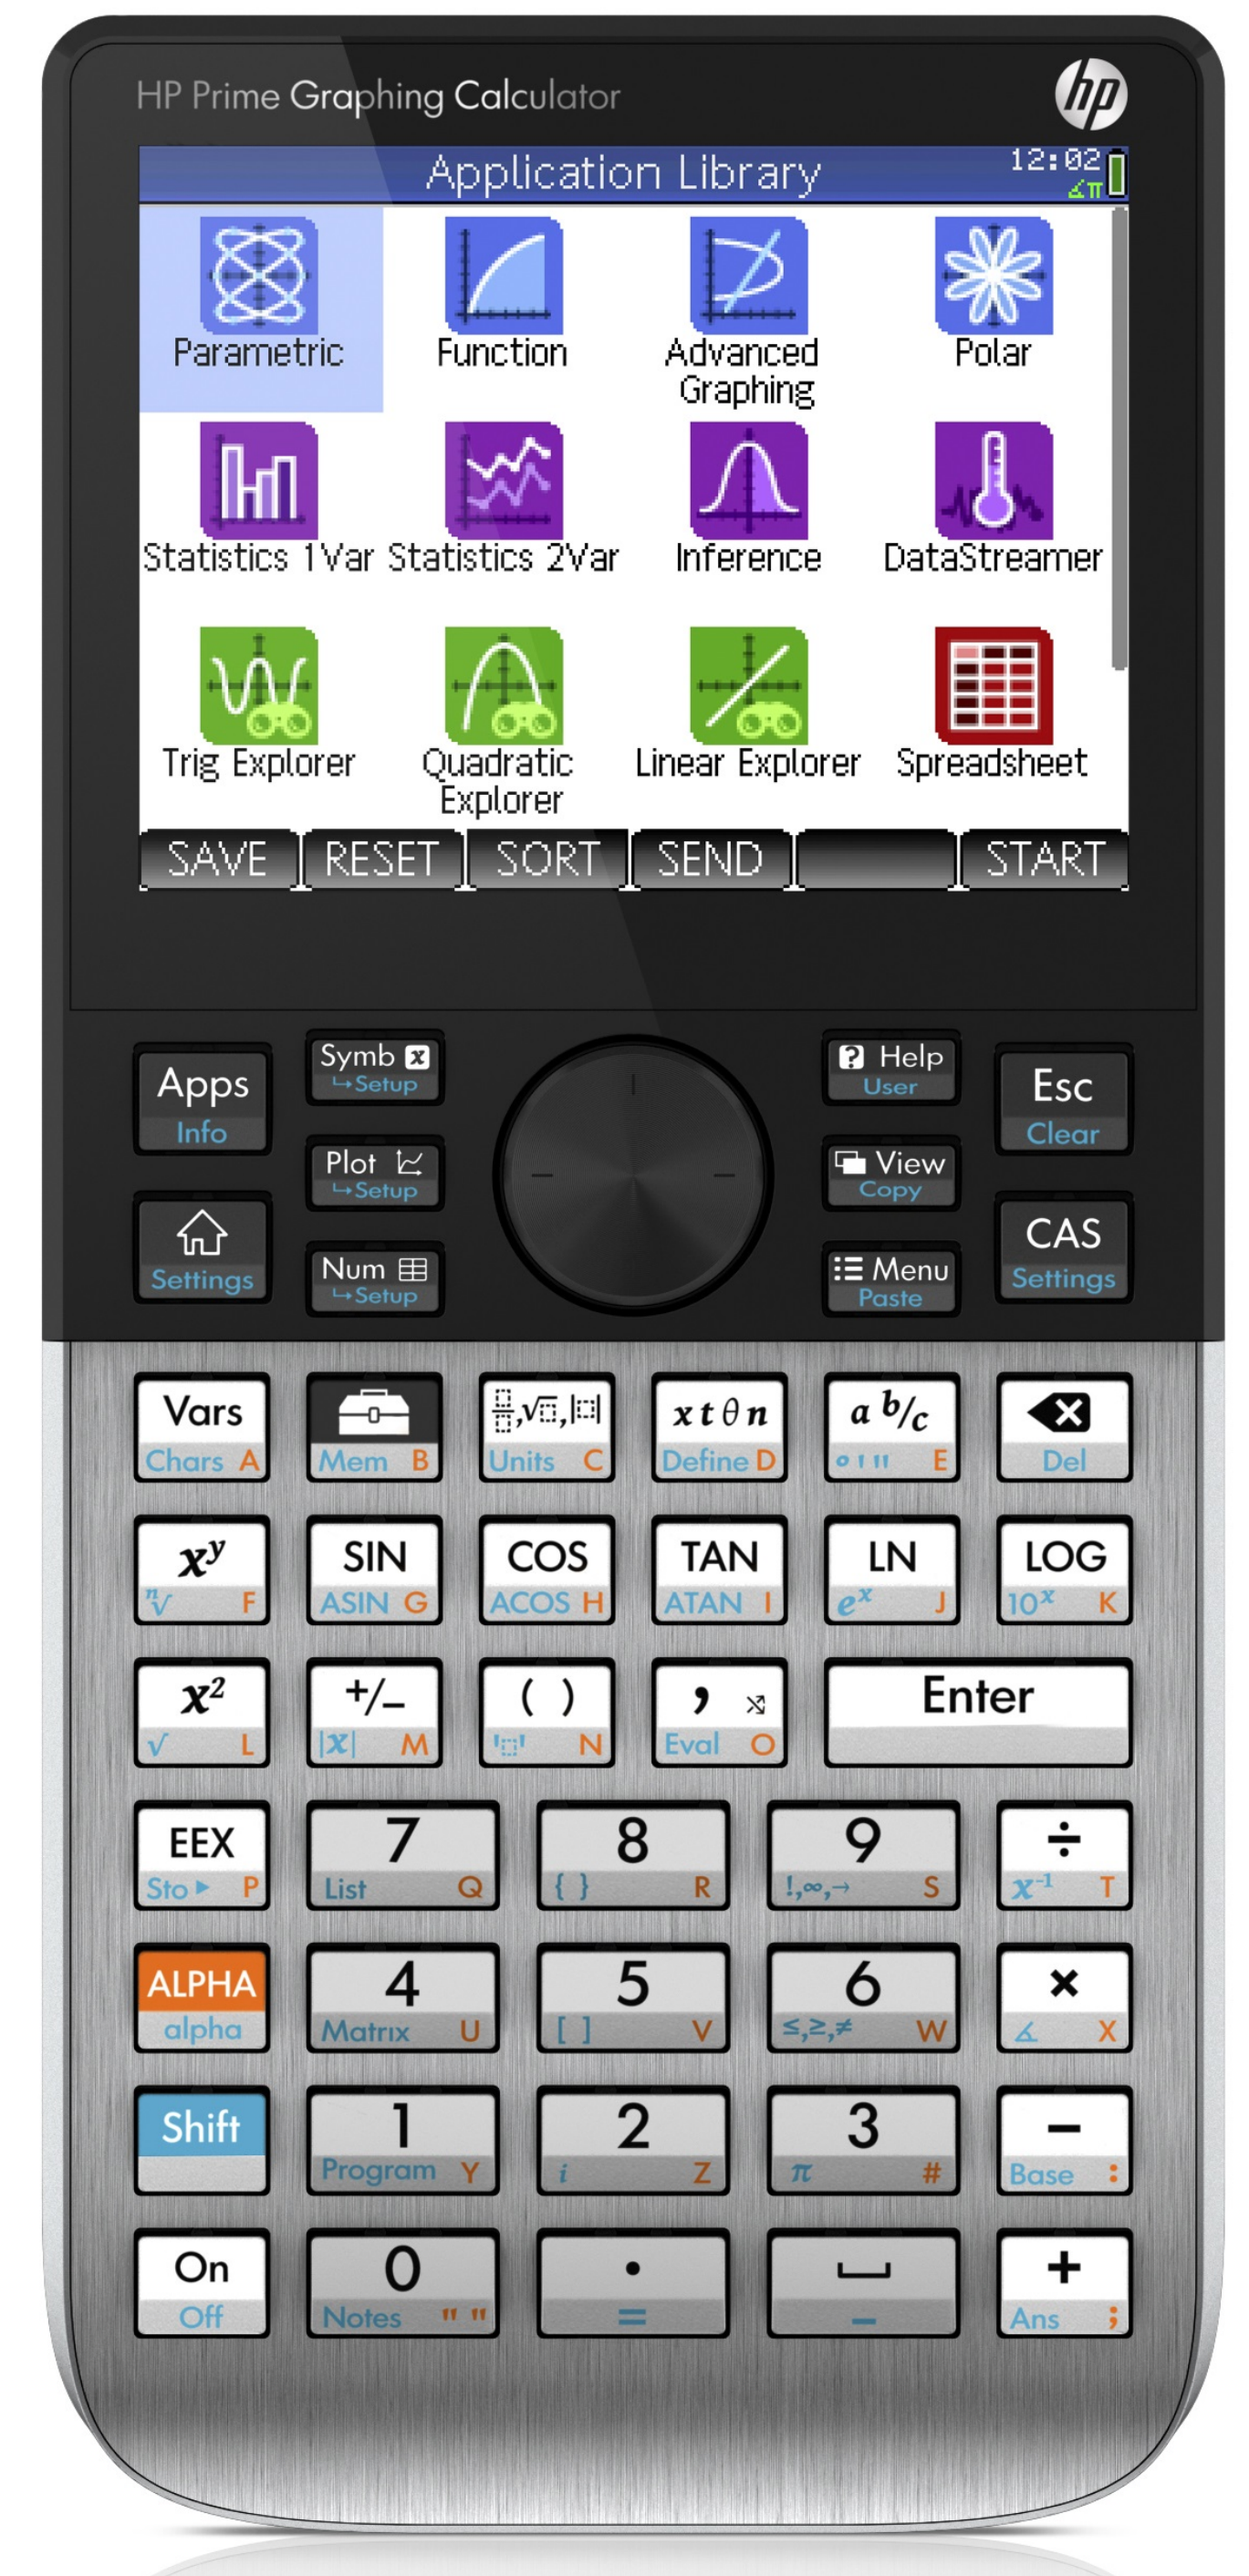 HP Prime Graphing Calculator
hp
Application Library
12:02
∡π
Parametric Function Advanced Graphing Polar
Statistics 1Var Statistics 2Var Inference DataStreamer
Trig Explorer Quadratic Explorer Linear Explorer Spreadsheet
SAVE RESET SORT SEND START
Apps
Info
Symb x
↪Setup
? Help
User
Esc
Clear
Plot
↪Setup
View
Copy
Settings
Num
↪Setup
Menu
Paste
CAS
Settings
Vars √,| | x t θ n a b/c
Chars A Mem B Units C Define D ° ' " E Del
xʸ SIN COS TAN LN LOG
ⁿ√ F ASIN G ACOS H ATAN I eˣ J 10ˣ K
x² +/− ( ) , Enter
√ L |x| M ' ' N Eval O
EEX 7 8 9 ÷
Sto ▶ P List Q { } R !,∞,→ S x⁻¹ T
ALPHA 4 5 6 ×
alpha Matrix U [ ] V ≤,≥,≠ W ∡ X
Shift 1 2 3 −
Program Y i Z π # Base :
On 0 . ␣ +
Off Notes " " = _ Ans ;